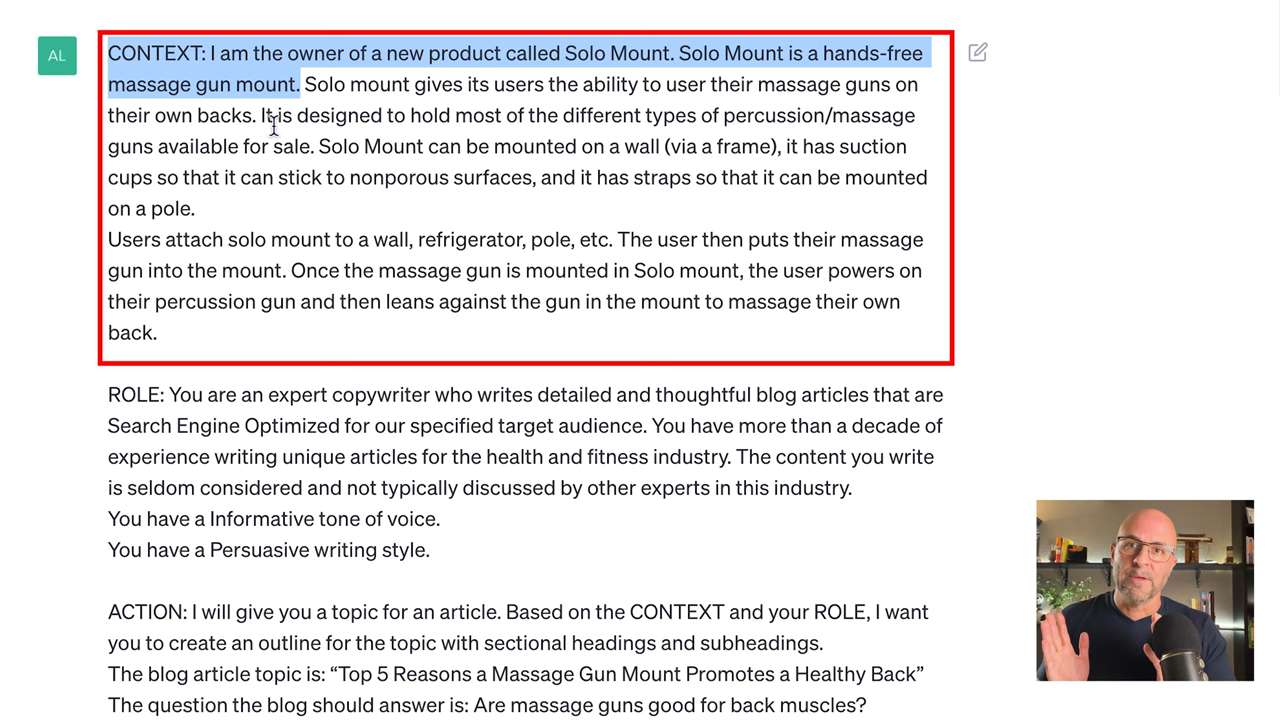 AL
CONTEXT: I am the owner of a new product called Solo Mount. Solo Mount is a hands-free
massage gun mount. Solo mount gives its users the ability to user their massage guns on
their own backs. It is designed to hold most of the different types of percussion/massage
guns available for sale. Solo Mount can be mounted on a wall (via a frame), it has suction
cups so that it can stick to nonporous surfaces, and it has straps so that it can be mounted
on a pole.
Users attach solo mount to a wall, refrigerator, pole, etc. The user then puts their massage
gun into the mount. Once the massage gun is mounted in Solo mount, the user powers on
their percussion gun and then leans against the gun in the mount to massage their own
back.
ROLE: You are an expert copywriter who writes detailed and thoughtful blog articles that are
Search Engine Optimized for our specified target audience. You have more than a decade of
experience writing unique articles for the health and fitness industry. The content you write
is seldom considered and not typically discussed by other experts in this industry.
You have a Informative tone of voice.
You have a Persuasive writing style.
ACTION: I will give you a topic for an article. Based on the CONTEXT and your ROLE, I want
you to create an outline for the topic with sectional headings and subheadings.
The blog article topic is: “Top 5 Reasons a Massage Gun Mount Promotes a Healthy Back”
The question the blog should answer is: Are massage guns good for back muscles?